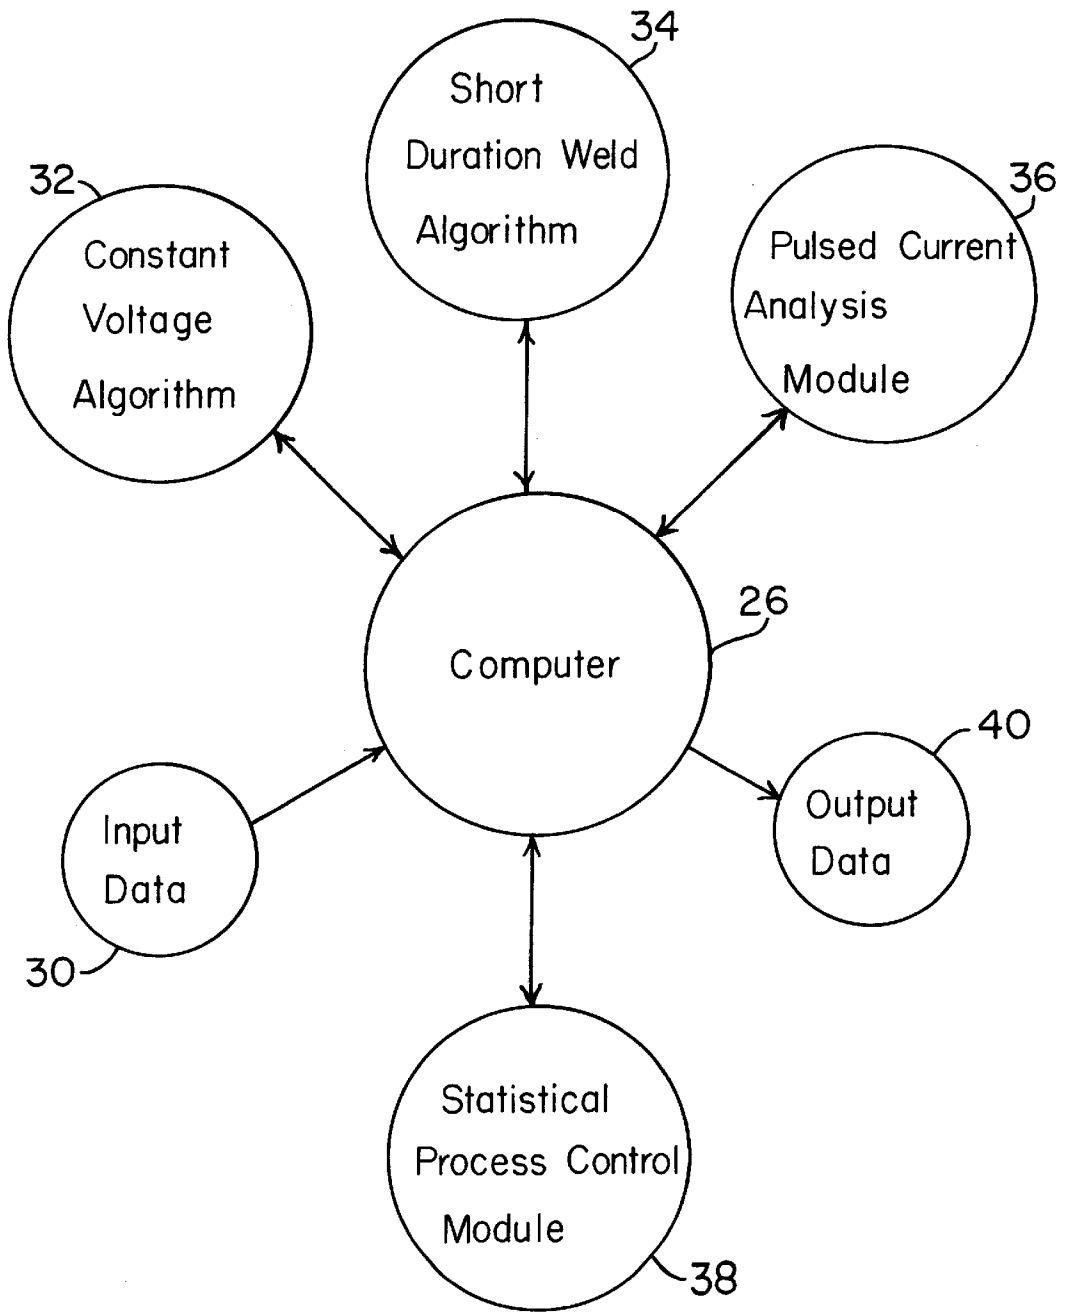 34
Short
Duration Weld
Algorithm
32
Constant
Voltage
Algorithm
36
Pulsed Current
Analysis
Module
26
Computer
40
Output
Data
Input
Data
30
Statistical
Process Control
Module
38